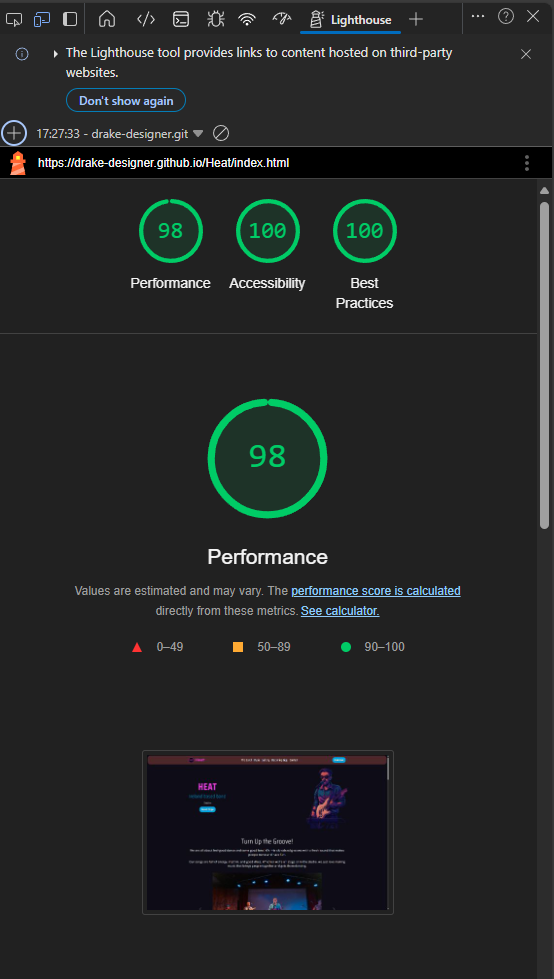 Lighthouse
The Lighthouse tool provides links to content hosted on third-party
websites.
Don't show again
17:27:33 - drake-designer.git
https://drake-designer.github.io/Heat/index.html
98
100
100
Performance
Accessibility
Best
Practices
98
Performance
Values are estimated and may vary. The performance score is calculated
directly from these metrics. See calculator.
0–49
50–89
90–100
HEAT
HEAT
Turn Up the Groove!